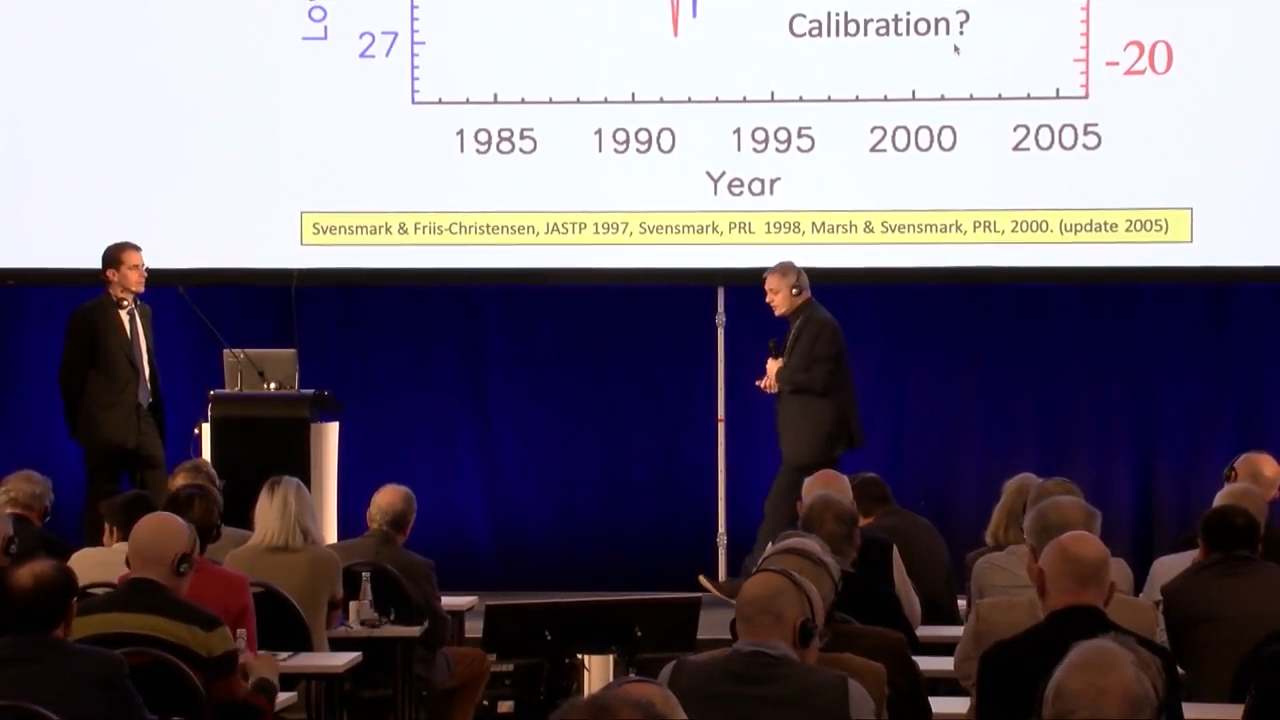 Calibration?
27
-20
1985 1990 1995 2000 2005
Year
Svensmark & Friis-Christensen, JASTP 1997, Svensmark, PRL 1998, Marsh & Svensmark, PRL, 2000. (update 2005)